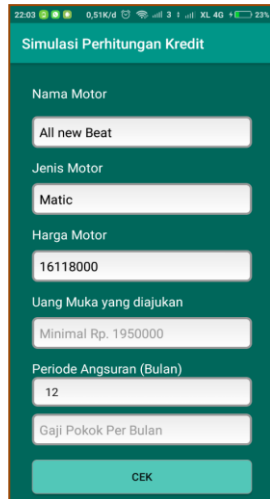 22:03 0,51K/d XL 4G 23%
Simulasi Perhitungan Kredit
Nama Motor
All new Beat
Jenis Motor
Matic
Harga Motor
16118000
Uang Muka yang diajukan
Minimal Rp. 1950000
Periode Angsuran (Bulan)
12
Gaji Pokok Per Bulan
CEK